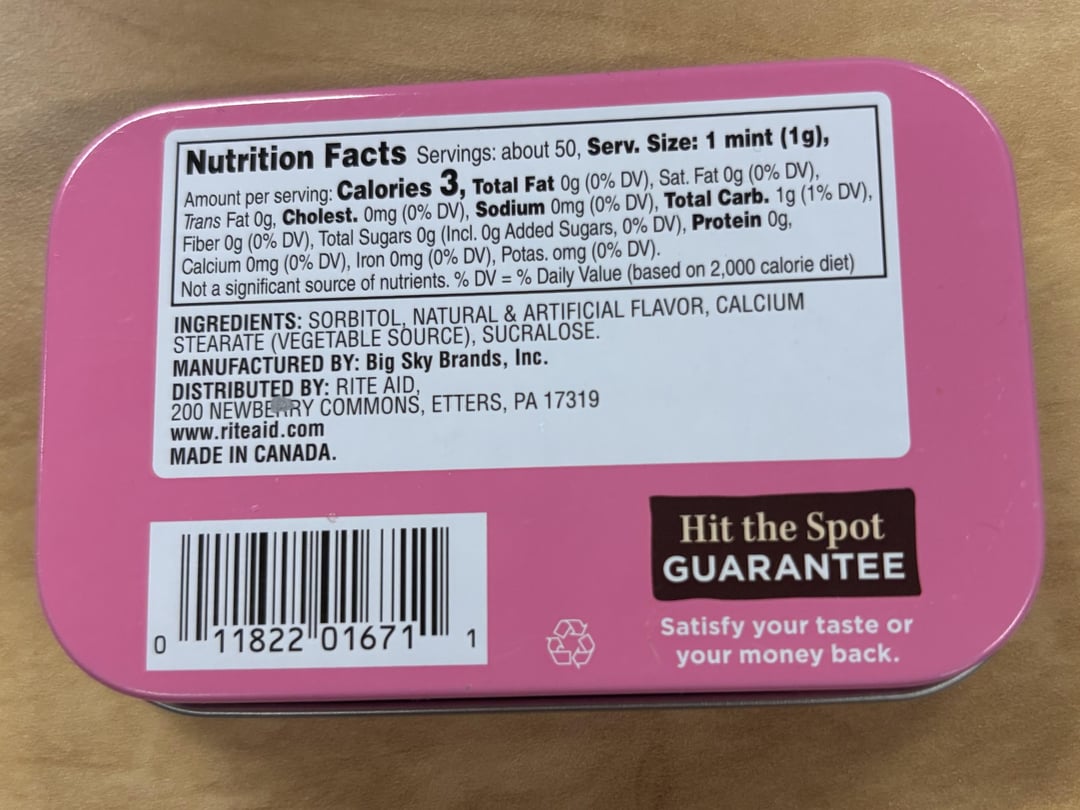 Nutrition Facts Servings: about 50, Serv. Size: 1 mint (1g),
Amount per serving: Calories 3, Total Fat 0g (0% DV), Sat. Fat 0g (0% DV),
Trans Fat 0g, Cholest. 0mg (0% DV), Sodium 0mg (0% DV), Total Carb. 1g (1% DV),
Fiber 0g (0% DV), Total Sugars 0g (Incl. 0g Added Sugars, 0% DV), Protein 0g,
Calcium 0mg (0% DV), Iron 0mg (0% DV), Potas. omg (0% DV).
Not a significant source of nutrients. % DV = % Daily Value (based on 2,000 calorie diet)
INGREDIENTS: SORBITOL, NATURAL & ARTIFICIAL FLAVOR, CALCIUM
STEARATE (VEGETABLE SOURCE), SUCRALOSE.
MANUFACTURED BY: Big Sky Brands, Inc.
DISTRIBUTED BY: RITE AID,
200 NEWBERRY COMMONS, ETTERS, PA 17319
www.riteaid.com
MADE IN CANADA.
Hit the Spot
GUARANTEE
Satisfy your taste or
your money back.
0 11822 01671 1